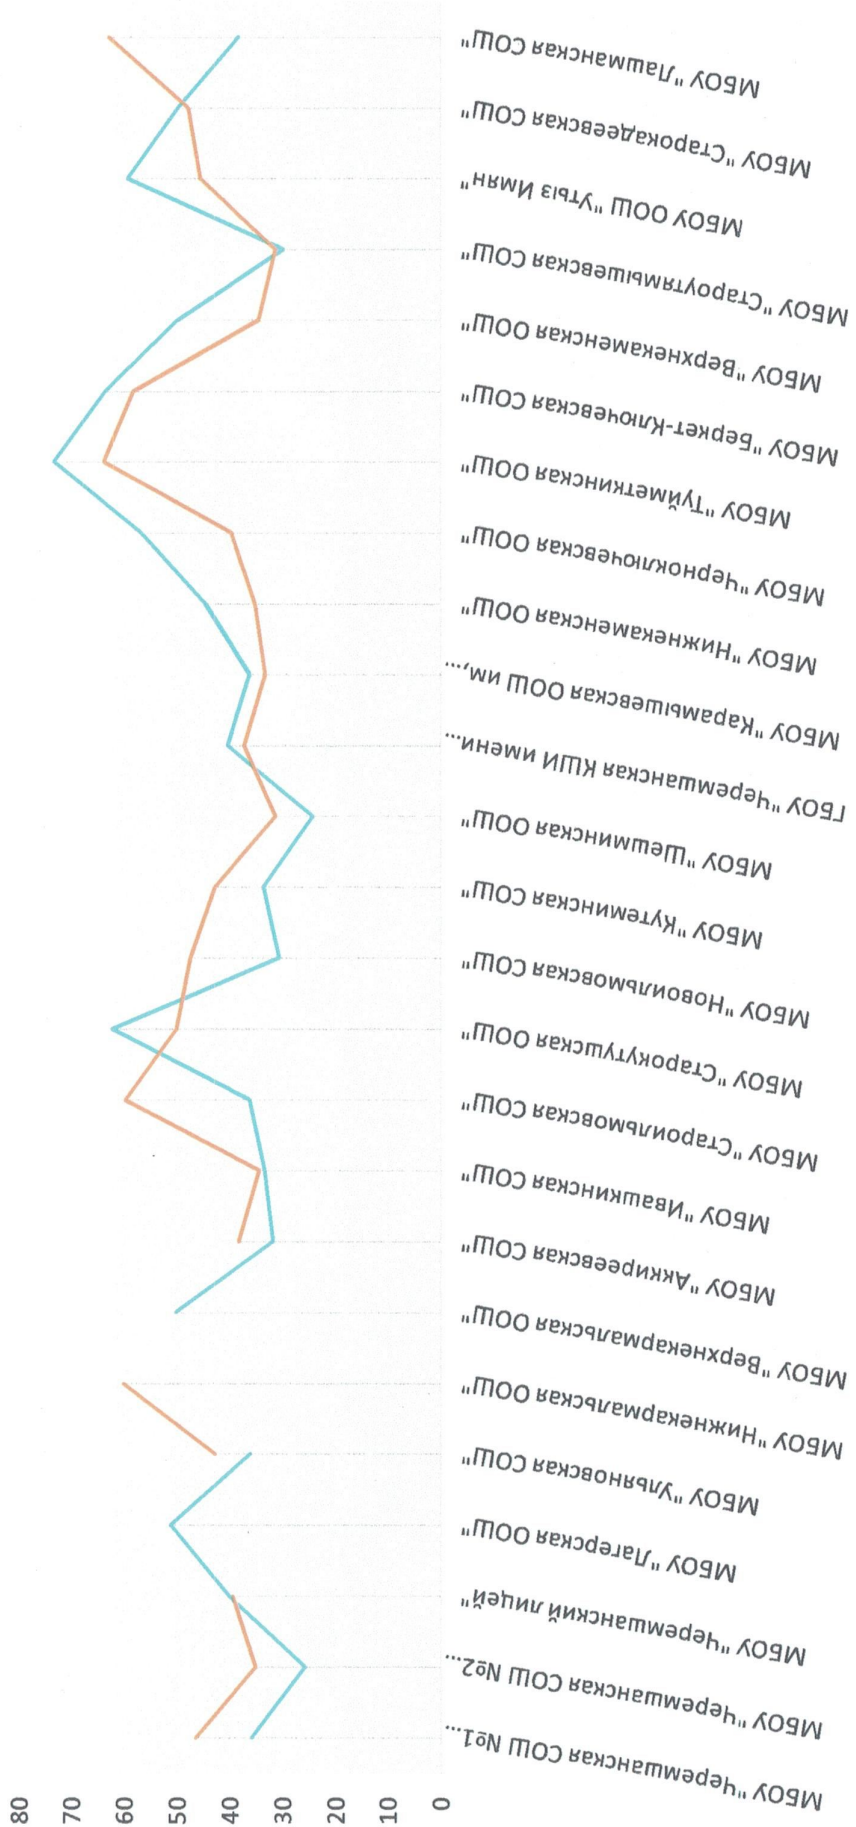 80
70
60
50
40
30
20
10
0
МБОУ "Черемшанская СОШ №1...
МБОУ "Черемшанская СОШ №2...
МБОУ "Черемшанский лицей"
МБОУ "Лагерская ООШ"
МБОУ "Ульяновская СОШ"
МБОУ "Нижнекармальская ООШ"
МБОУ "Верхнекармальская ООШ"
МБОУ "Аккиреевская СОШ"
МБОУ "Ивашкинская СОШ"
МБОУ "Староильмовская СОШ"
МБОУ "Старокутушская ООШ"
МБОУ "Новоильмовская СОШ"
МБОУ "Кутеминская СОШ"
МБОУ "Шешминская ООШ"
ГБОУ "Черемшанская КШИ имени...
МБОУ "Карамышевская ООШ им,...
МБОУ "Нижнекаменская ООШ"
МБОУ "Черноключевская ООШ"
МБОУ "Туйметкинская ООШ"
МБОУ "Беркет-Ключевская СОШ"
МБОУ "Верхнекаменская ООШ"
МБОУ "Староутямышевская СОШ"
МБОУ ООШ "Утыз Имян"
МБОУ "Старокадеевская СОШ"
МБОУ "Лашманская СОШ"